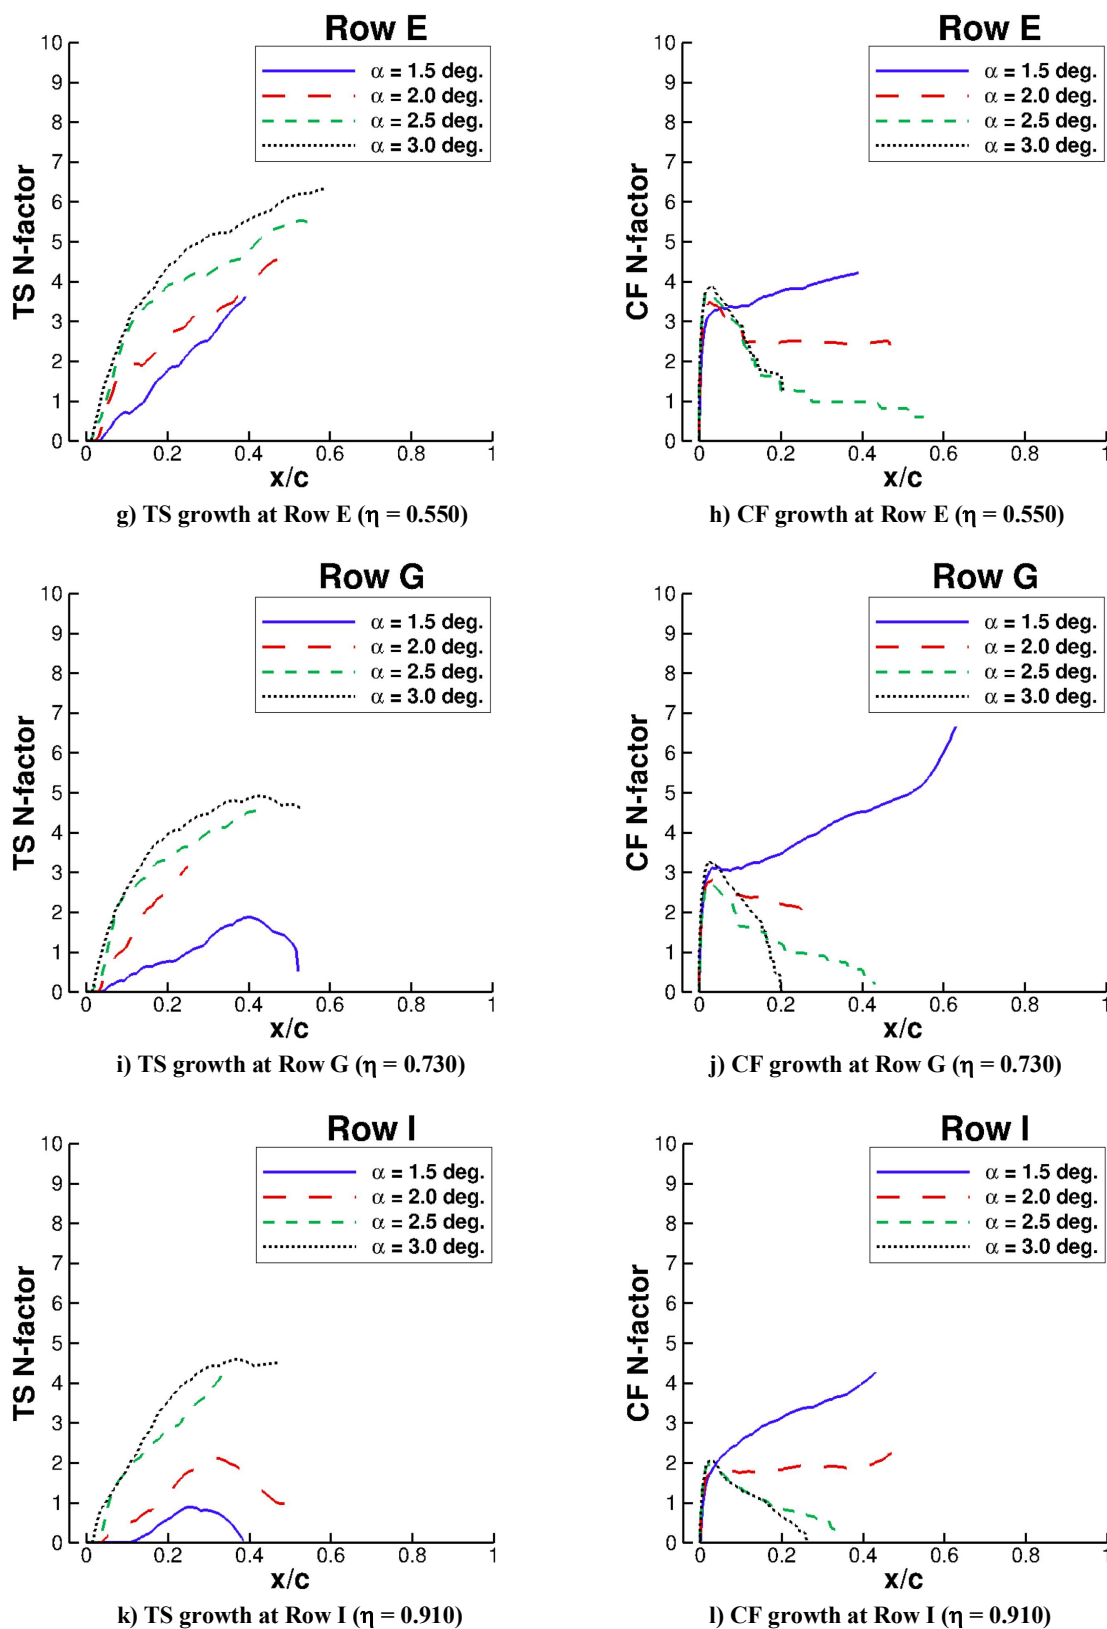 Row E
10
9
8
7
6
5
4
3
2
1
0
TS N-factor
α = 1.5 deg.
α = 2.0 deg.
α = 2.5 deg.
α = 3.0 deg.
0 0.2 0.4 0.6 0.8 1
x/c
g) TS growth at Row E (η = 0.550)
Row E
10
9
8
7
6
5
4
3
2
1
0
CF N-factor
α = 1.5 deg.
α = 2.0 deg.
α = 2.5 deg.
α = 3.0 deg.
0 0.2 0.4 0.6 0.8 1
x/c
h) CF growth at Row E (η = 0.550)
Row G
10
9
8
7
6
5
4
3
2
1
0
TS N-factor
α = 1.5 deg.
α = 2.0 deg.
α = 2.5 deg.
α = 3.0 deg.
0 0.2 0.4 0.6 0.8 1
x/c
i) TS growth at Row G (η = 0.730)
Row G
10
9
8
7
6
5
4
3
2
1
0
CF N-factor
α = 1.5 deg.
α = 2.0 deg.
α = 2.5 deg.
α = 3.0 deg.
0 0.2 0.4 0.6 0.8 1
x/c
j) CF growth at Row G (η = 0.730)
Row I
10
9
8
7
6
5
4
3
2
1
0
TS N-factor
α = 1.5 deg.
α = 2.0 deg.
α = 2.5 deg.
α = 3.0 deg.
0 0.2 0.4 0.6 0.8 1
x/c
k) TS growth at Row I (η = 0.910)
Row I
10
9
8
7
6
5
4
3
2
1
0
CF N-factor
α = 1.5 deg.
α = 2.0 deg.
α = 2.5 deg.
α = 3.0 deg.
0 0.2 0.4 0.6 0.8 1
x/c
l) CF growth at Row I (η = 0.910)